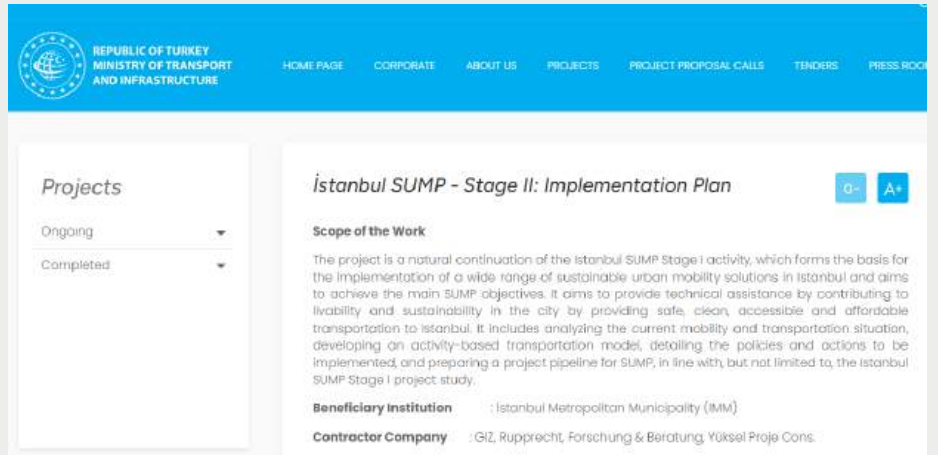 REPUBLIC OF TURKEY
MINISTRY OF TRANSPORT
AND INFRASTRUCTURE
HOME PAGE CORPORATE ABOUT US PROJECTS PROJECT PROPOSAL CALLS TENDERS PRESS ROOM
Projects
Ongoing
Completed
İstanbul SUMP - Stage II: Implementation Plan
a- A+
Scope of the Work
The project is a natural continuation of the Istanbul SUMP Stage I activity, which forms the basis for
the implementation of a wide range of sustainable urban mobility solutions in Istanbul and aims
to achieve the main SUMP objectives. It aims to provide technical assistance by contributing to
livability and sustainability in the city by providing safe, clean, accessible and affordable
transportation to Istanbul. It includes analyzing the current mobility and transportation situation,
developing an activity-based transportation model, detailing the policies and actions to be
implemented, and preparing a project pipeline for SUMP, in line with, but not limited to, the Istanbul
SUMP Stage I project study.
Beneficiary Institution : Istanbul Metropolitan Municipality (IMM)
Contractor Company : GIZ, Rupprecht, Forschung & Beratung, Yüksel Proje Cons.